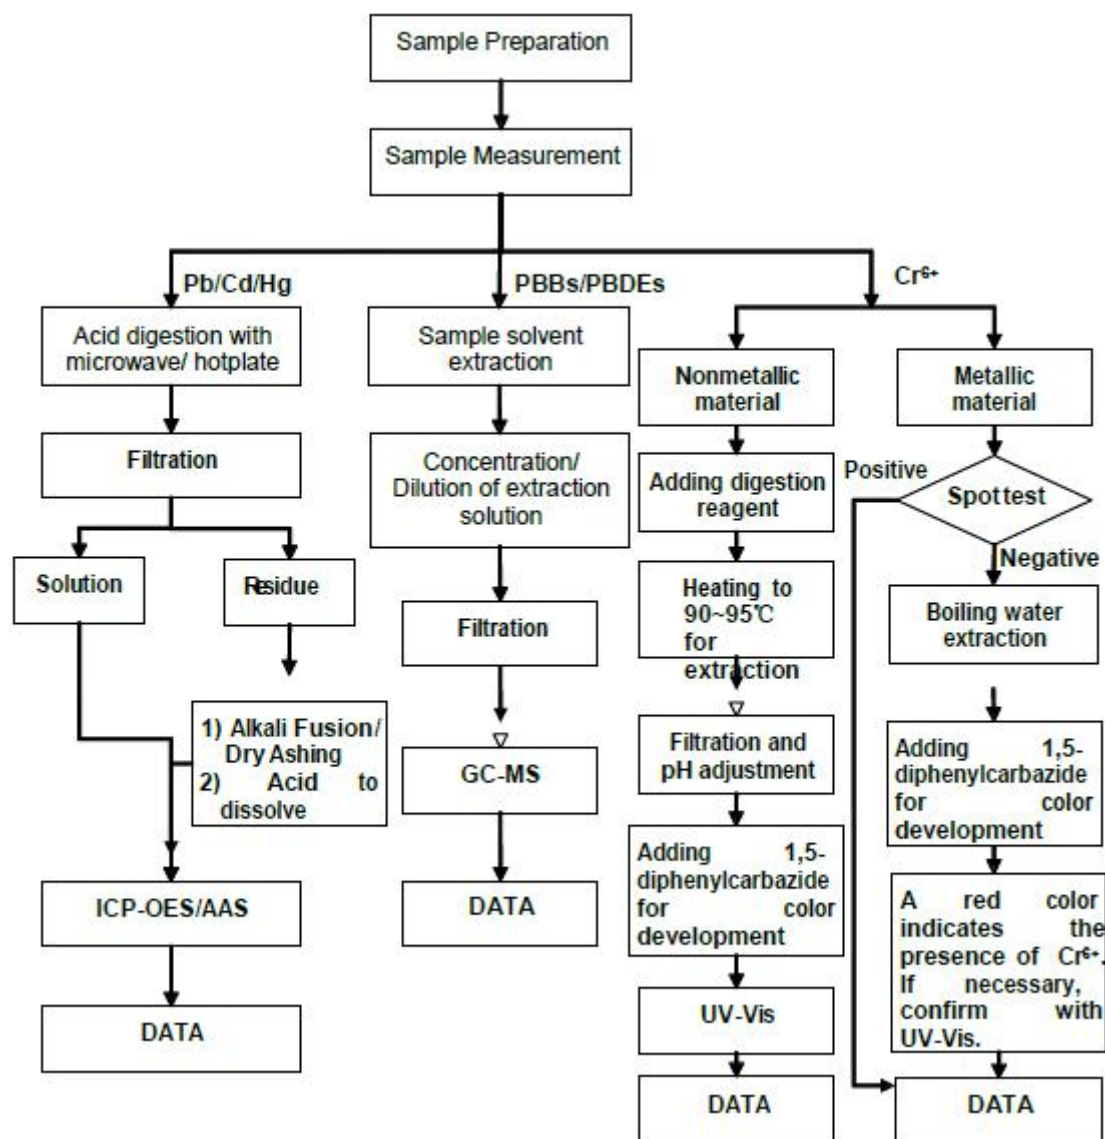 Sample Preparation
Sample Measurement
Pb/Cd/Hg
PBBs/PBDEs
Cr⁶⁺
Acid digestion with
microwave/ hotplate
Filtration
Solution
Residue
1) Alkali Fusion/
Dry Ashing
2) Acid to
dissolve
ICP-OES/AAS
DATA
Sample solvent
extraction
Concentration/
Dilution of extraction
solution
Filtration
GC-MS
DATA
Nonmetallic
material
Adding digestion
reagent
Heating to
90~95℃
for
extraction
Filtration and
pH adjustment
Adding 1,5-
diphenylcarbazide
for color
development
UV-Vis
DATA
Metallic
material
Positive
Spot test
Negative
Boiling water
extraction
Adding 1,5-
diphenylcarbazide
for color
development
A red color
indicates the
presence of Cr⁶⁺.
If necessary,
confirm with
UV-Vis.
DATA